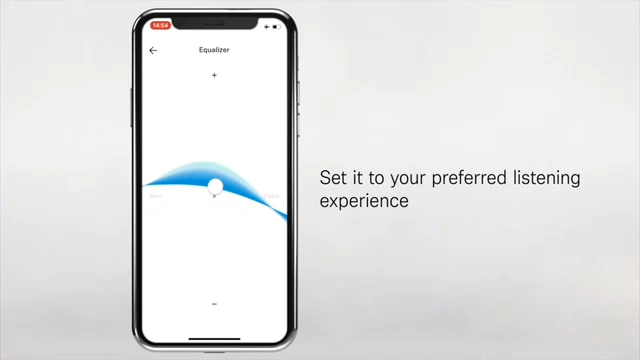 14:54
Equalizer
+
Set it to your preferred listening
experience
−